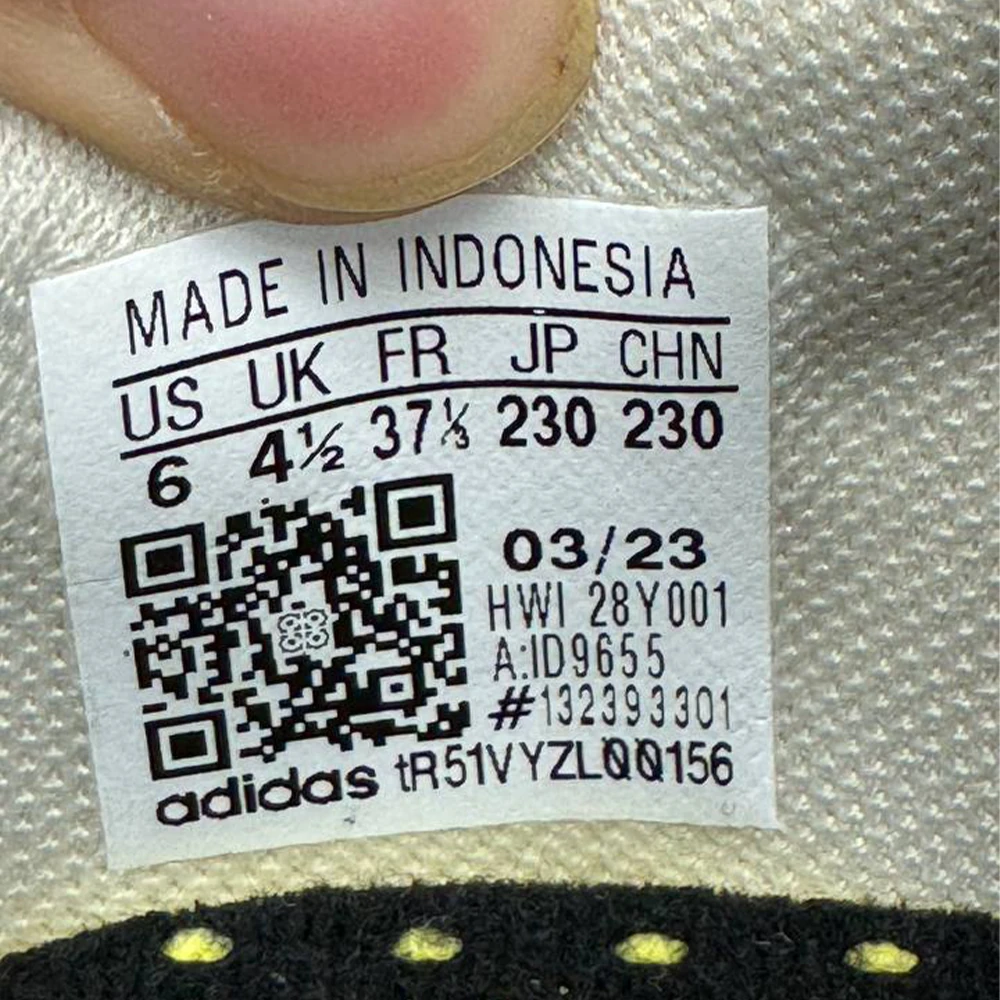 MADE IN INDONESIA
US UK FR JP CHN
6 4½ 37⅓ 230 230
03/23
HWI 28Y001
A:ID9655
#132393301
adidas tR51VYZL00156